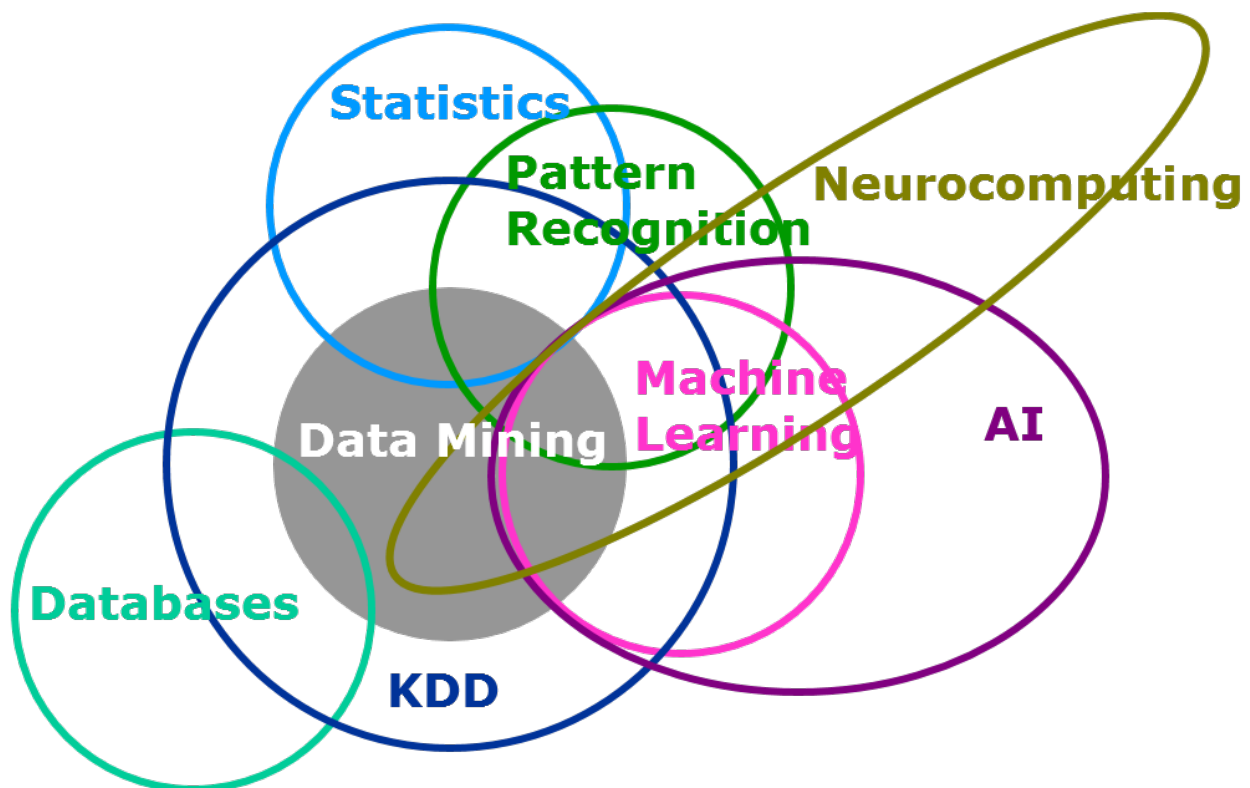 Statistics
Pattern
Recognition
Neurocomputing
Machine
Learning
AI
Data Mining
Databases
KDD